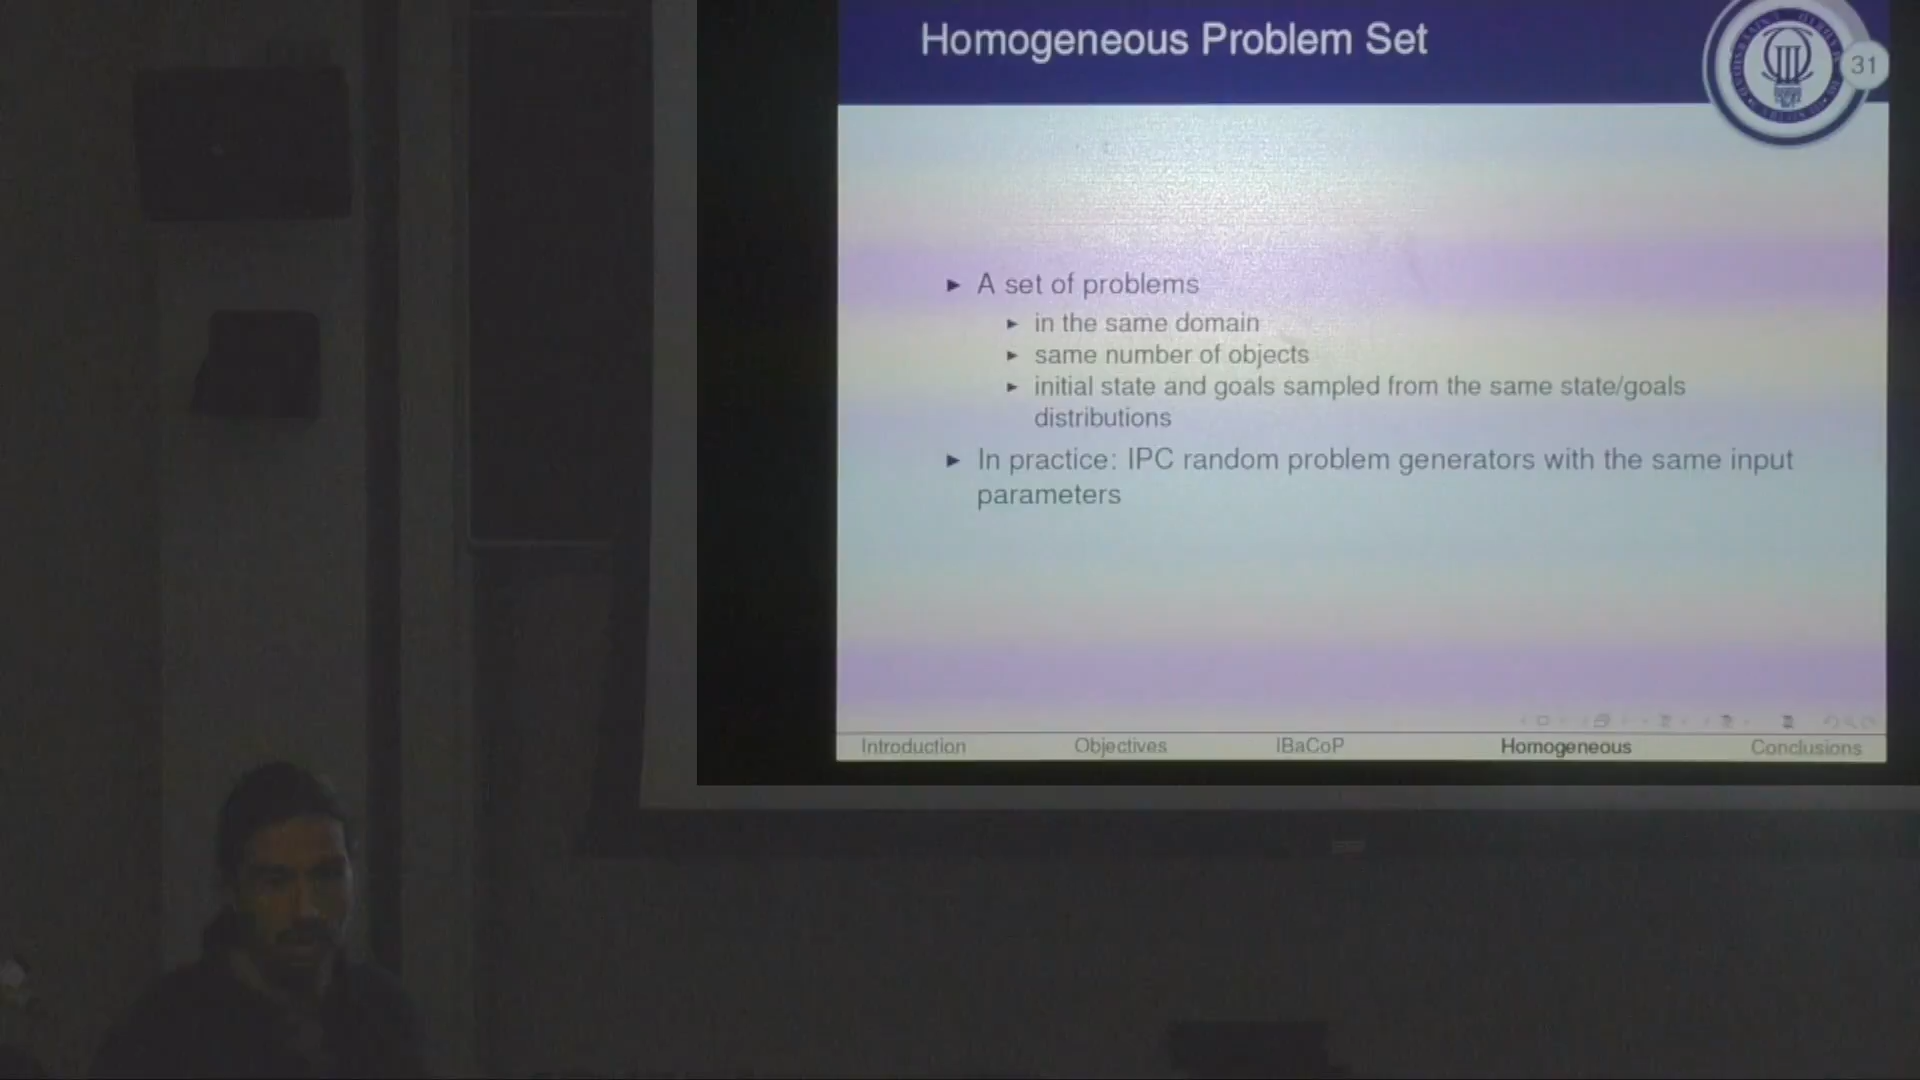 Homogeneous Problem Set
31
► A set of problems
► in the same domain
► same number of objects
► initial state and goals sampled from the same state/goals
distributions
► In practice: IPC random problem generators with the same input
parameters
Introduction Objectives IBaCoP Homogeneous Conclusions